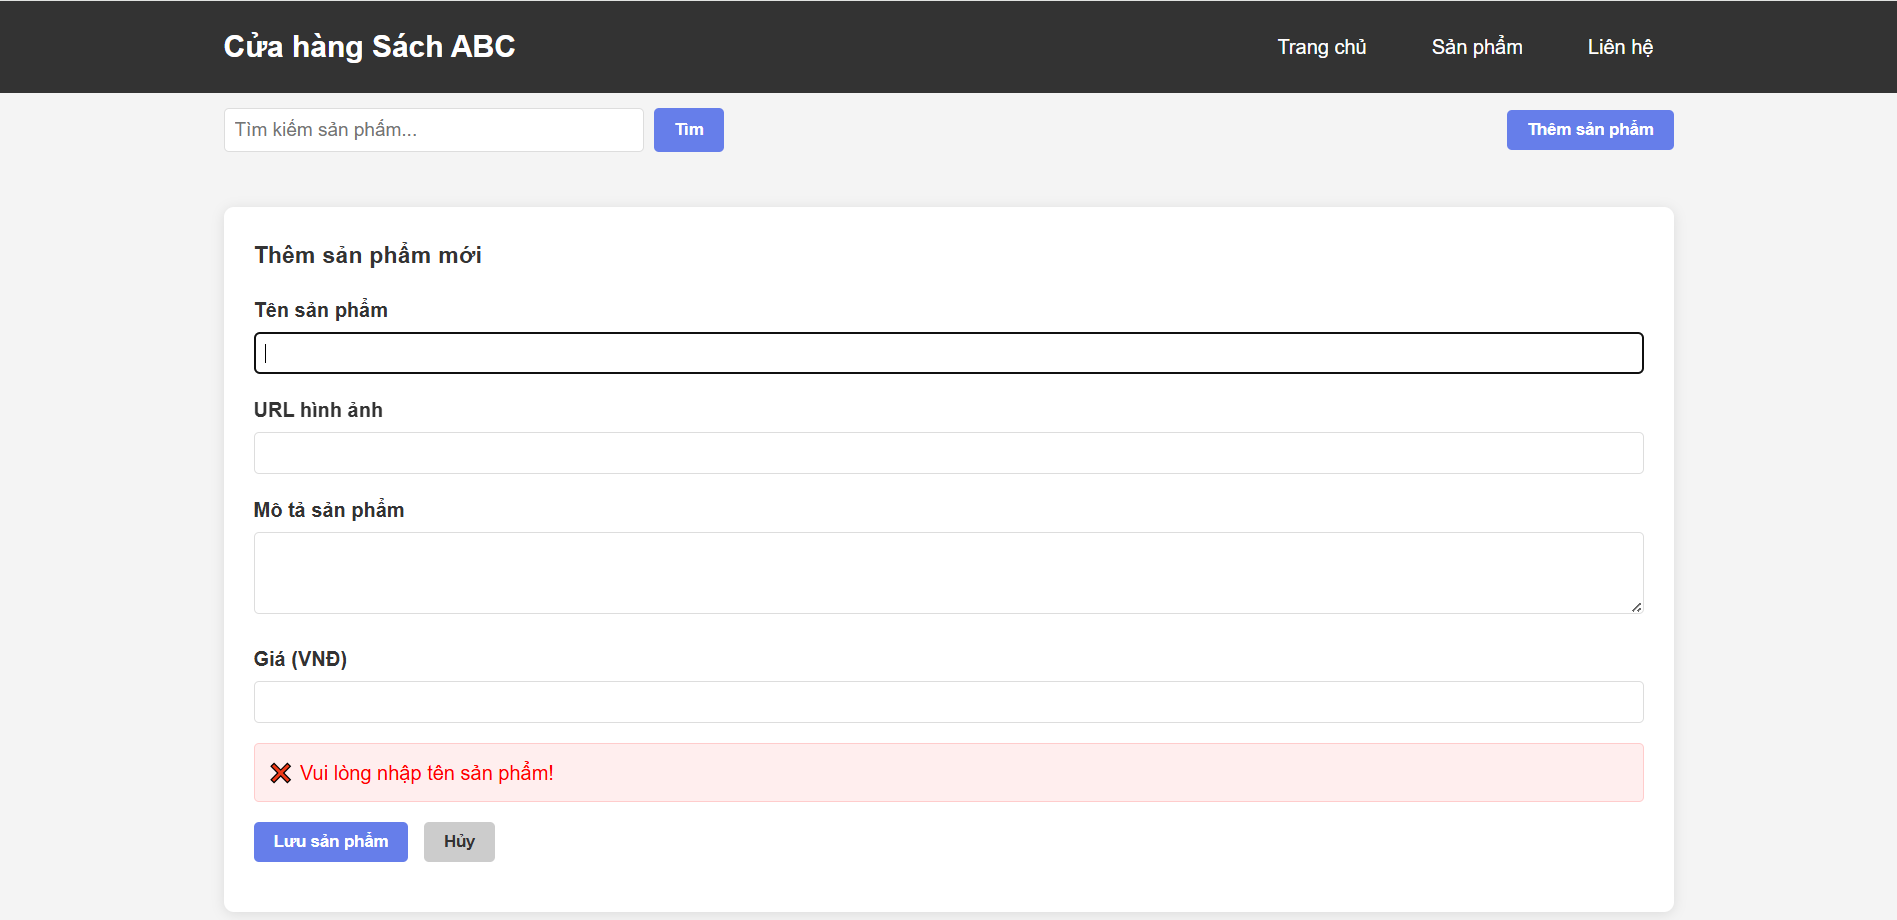 Cửa hàng Sách ABC
Trang chủ
Sản phẩm
Liên hệ
Tìm kiếm sản phẩm...
Tìm
Thêm sản phẩm
Thêm sản phẩm mới
Tên sản phẩm
URL hình ảnh
Mô tả sản phẩm
Giá (VNĐ)
❌ Vui lòng nhập tên sản phẩm!
Lưu sản phẩm
Hủy